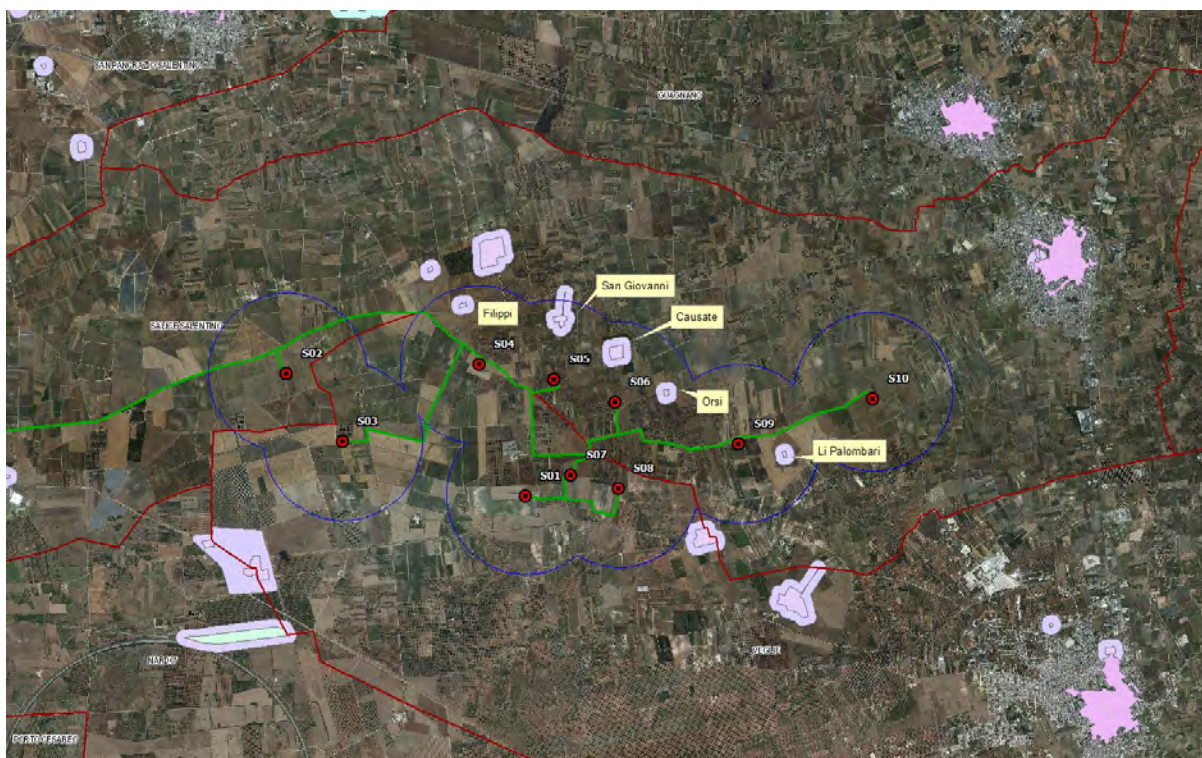 SAN PANCRAZIO SALENTINO
GUAGNANO
San Giovanni
Filippi
Causate
SALICE SALENTINO
S02
S04
S05
S06
S10
Orsi
S03
S09
Li Palombari
S07
S01
S08
VEGLIE
NARDO'
PORTO CESAREO